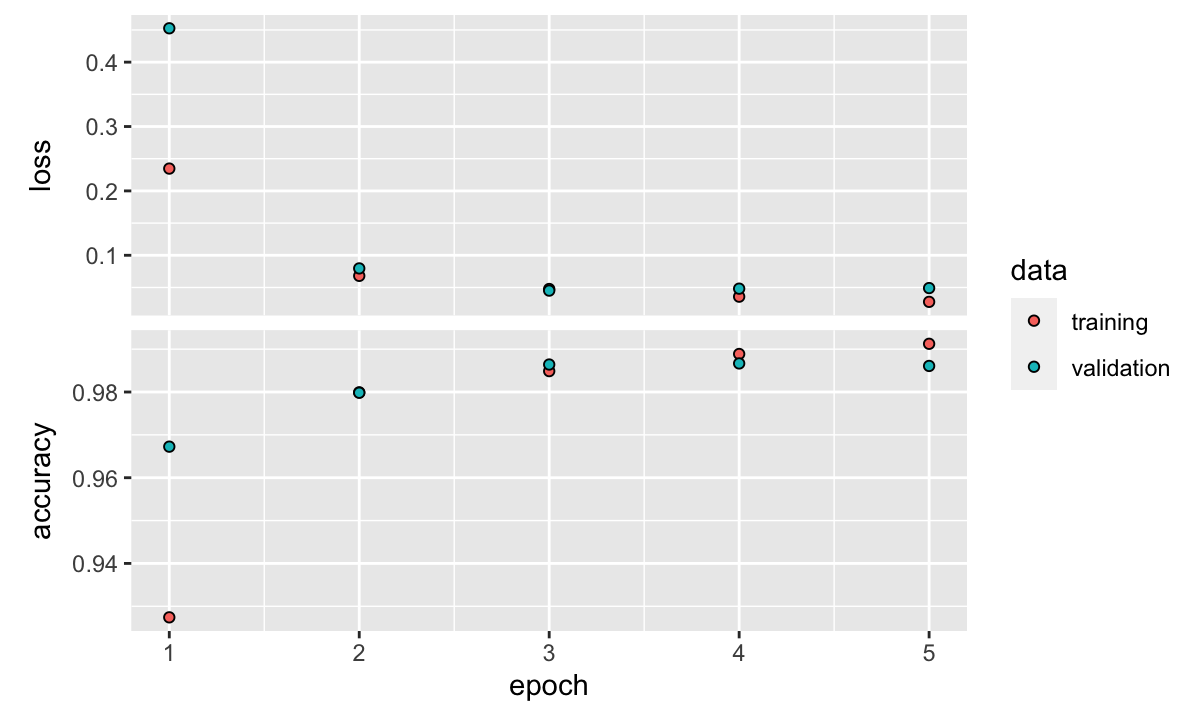 loss
0.4
0.3
0.2
0.1
accuracy
0.98
0.96
0.94
1 2 3 4 5
epoch
data
training
validation